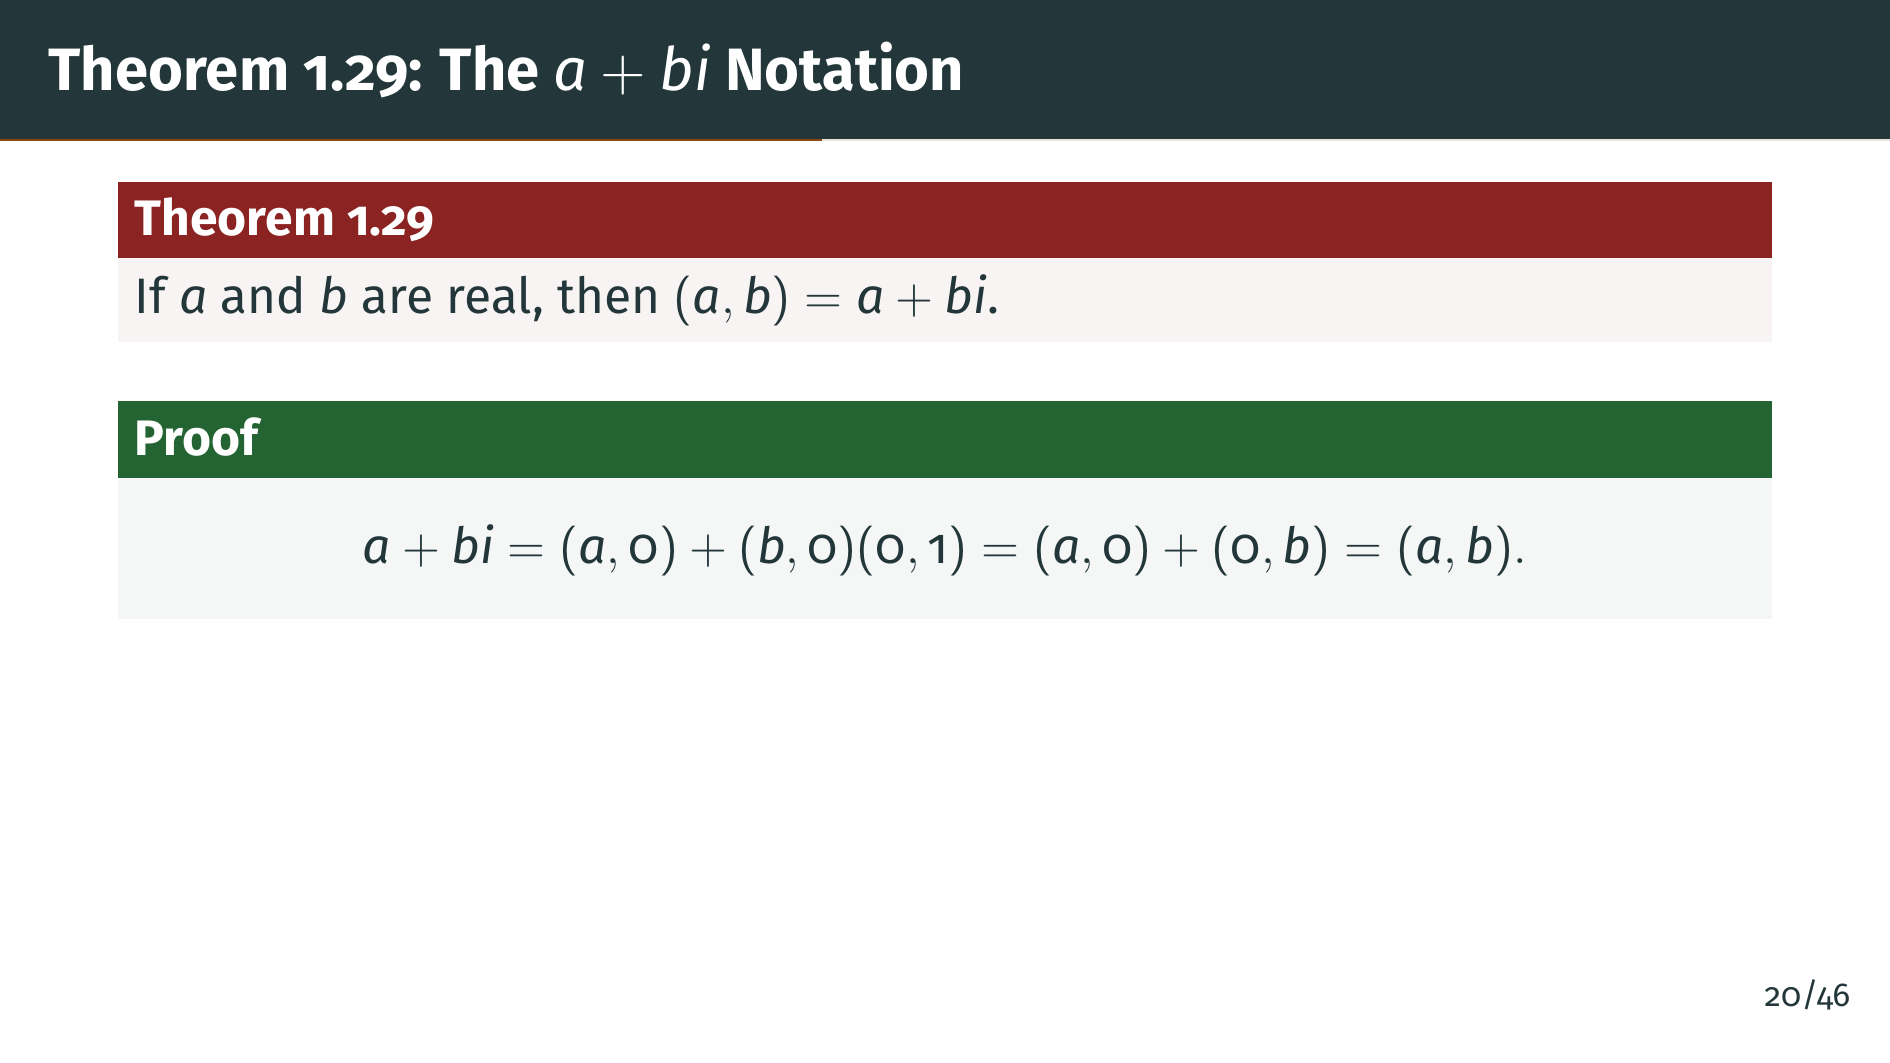 Theorem 1.29: The a + bi Notation
Theorem 1.29
If a and b are real, then (a, b) = a + bi.
Proof
a + bi = (a, 0) + (b, 0)(0, 1) = (a, 0) + (0, b) = (a, b).
20/46